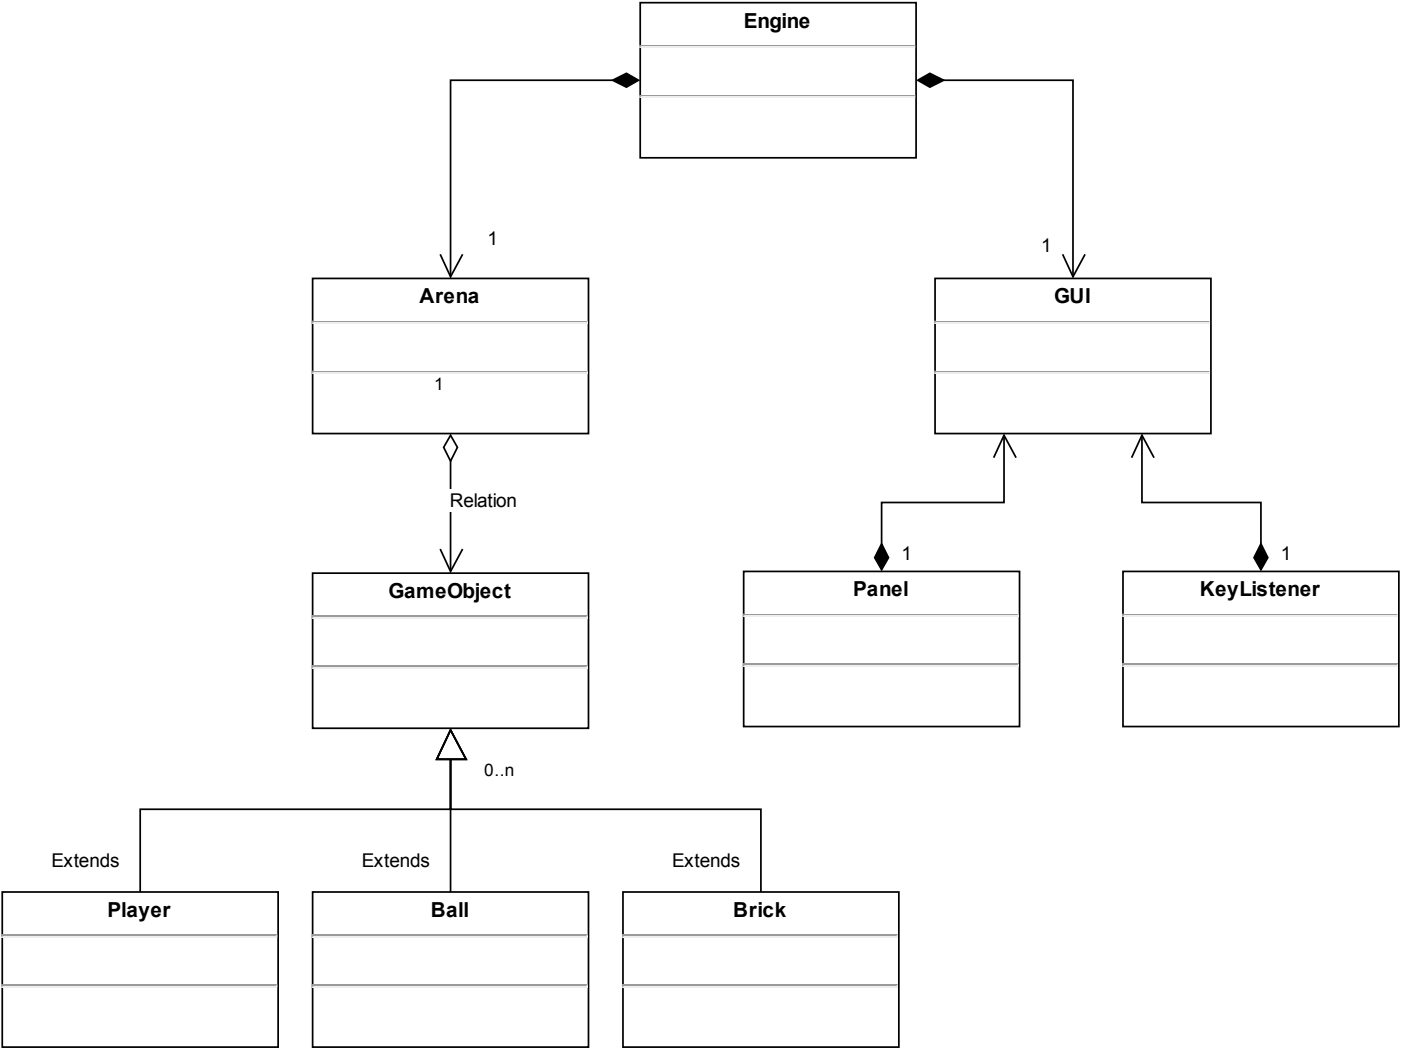 Engine
1
1
Arena
GUI
1
Relation
1
1
GameObject
Panel
KeyListener
0..n
Extends
Extends
Extends
Player
Ball
Brick